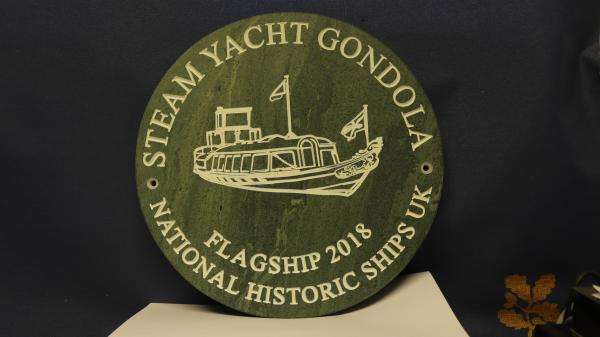 STEAM YACHT GONDOLA
FLAGSHIP 2018
NATIONAL HISTORIC SHIPS UK